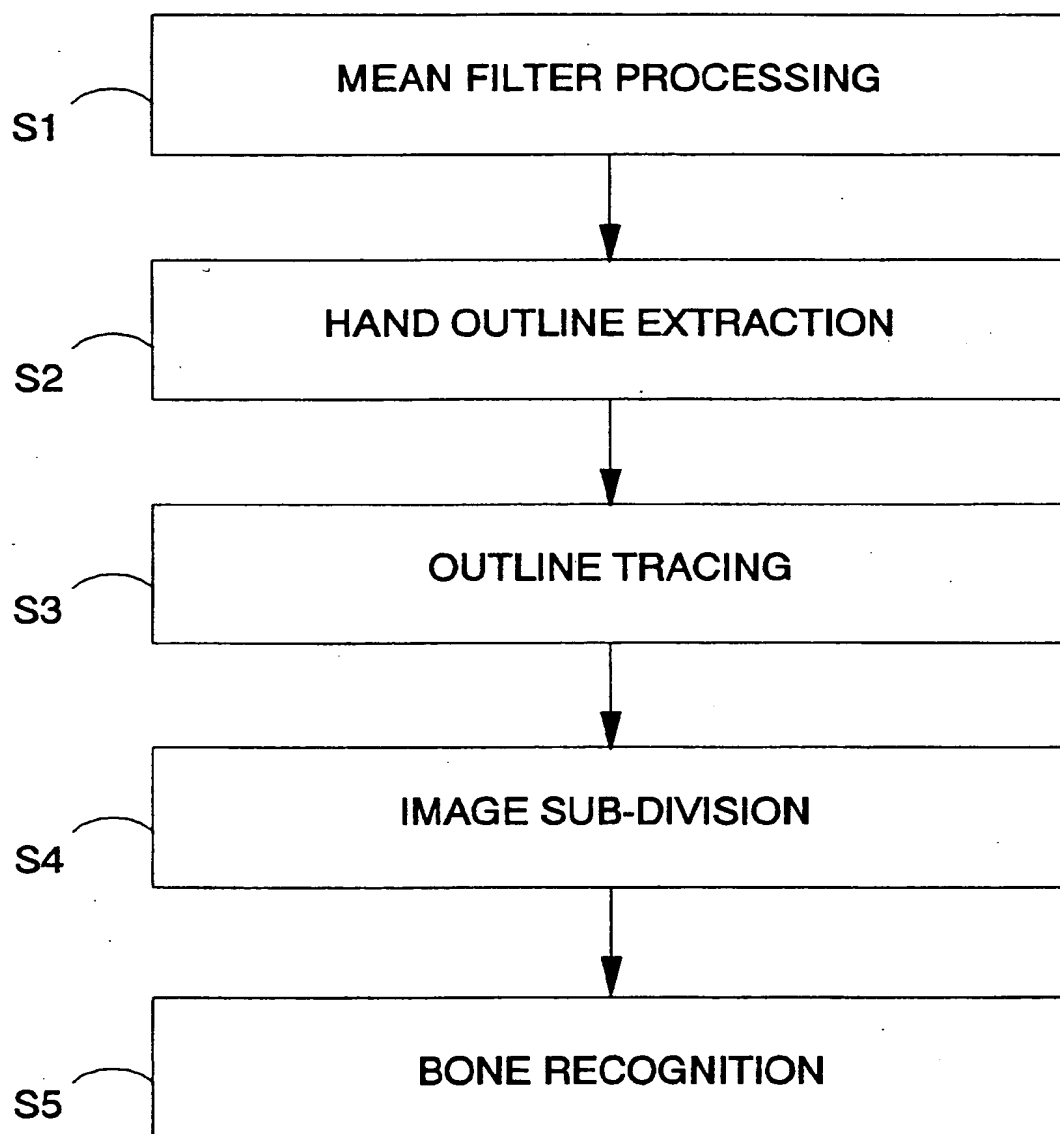 MEAN FILTER PROCESSING
S1
HAND OUTLINE EXTRACTION
S2
OUTLINE TRACING
S3
IMAGE SUB-DIVISION
S4
BONE RECOGNITION
S5